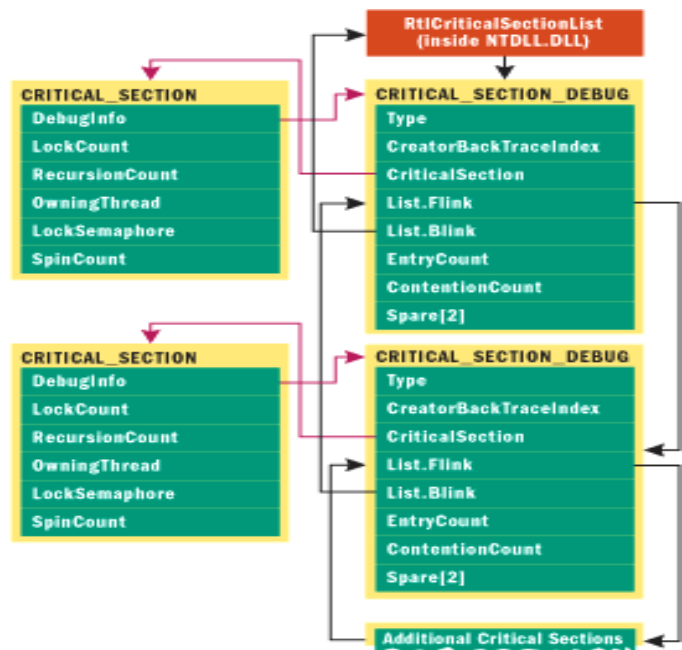 RtlCriticalSectionList
(inside NTDLL.DLL)
CRITICAL_SECTION
DebugInfo
LockCount
RecursionCount
OwningThread
LockSemaphore
SpinCount
CRITICAL_SECTION_DEBUG
Type
CreatorBackTraceIndex
CriticalSection
List.Flink
List.Blink
EntryCount
ContentionCount
Spare[2]
CRITICAL_SECTION
DebugInfo
LockCount
RecursionCount
OwningThread
LockSemaphore
SpinCount
CRITICAL_SECTION_DEBUG
Type
CreatorBackTraceIndex
CriticalSection
List.Flink
List.Blink
EntryCount
ContentionCount
Spare[2]
Additional Critical Sections